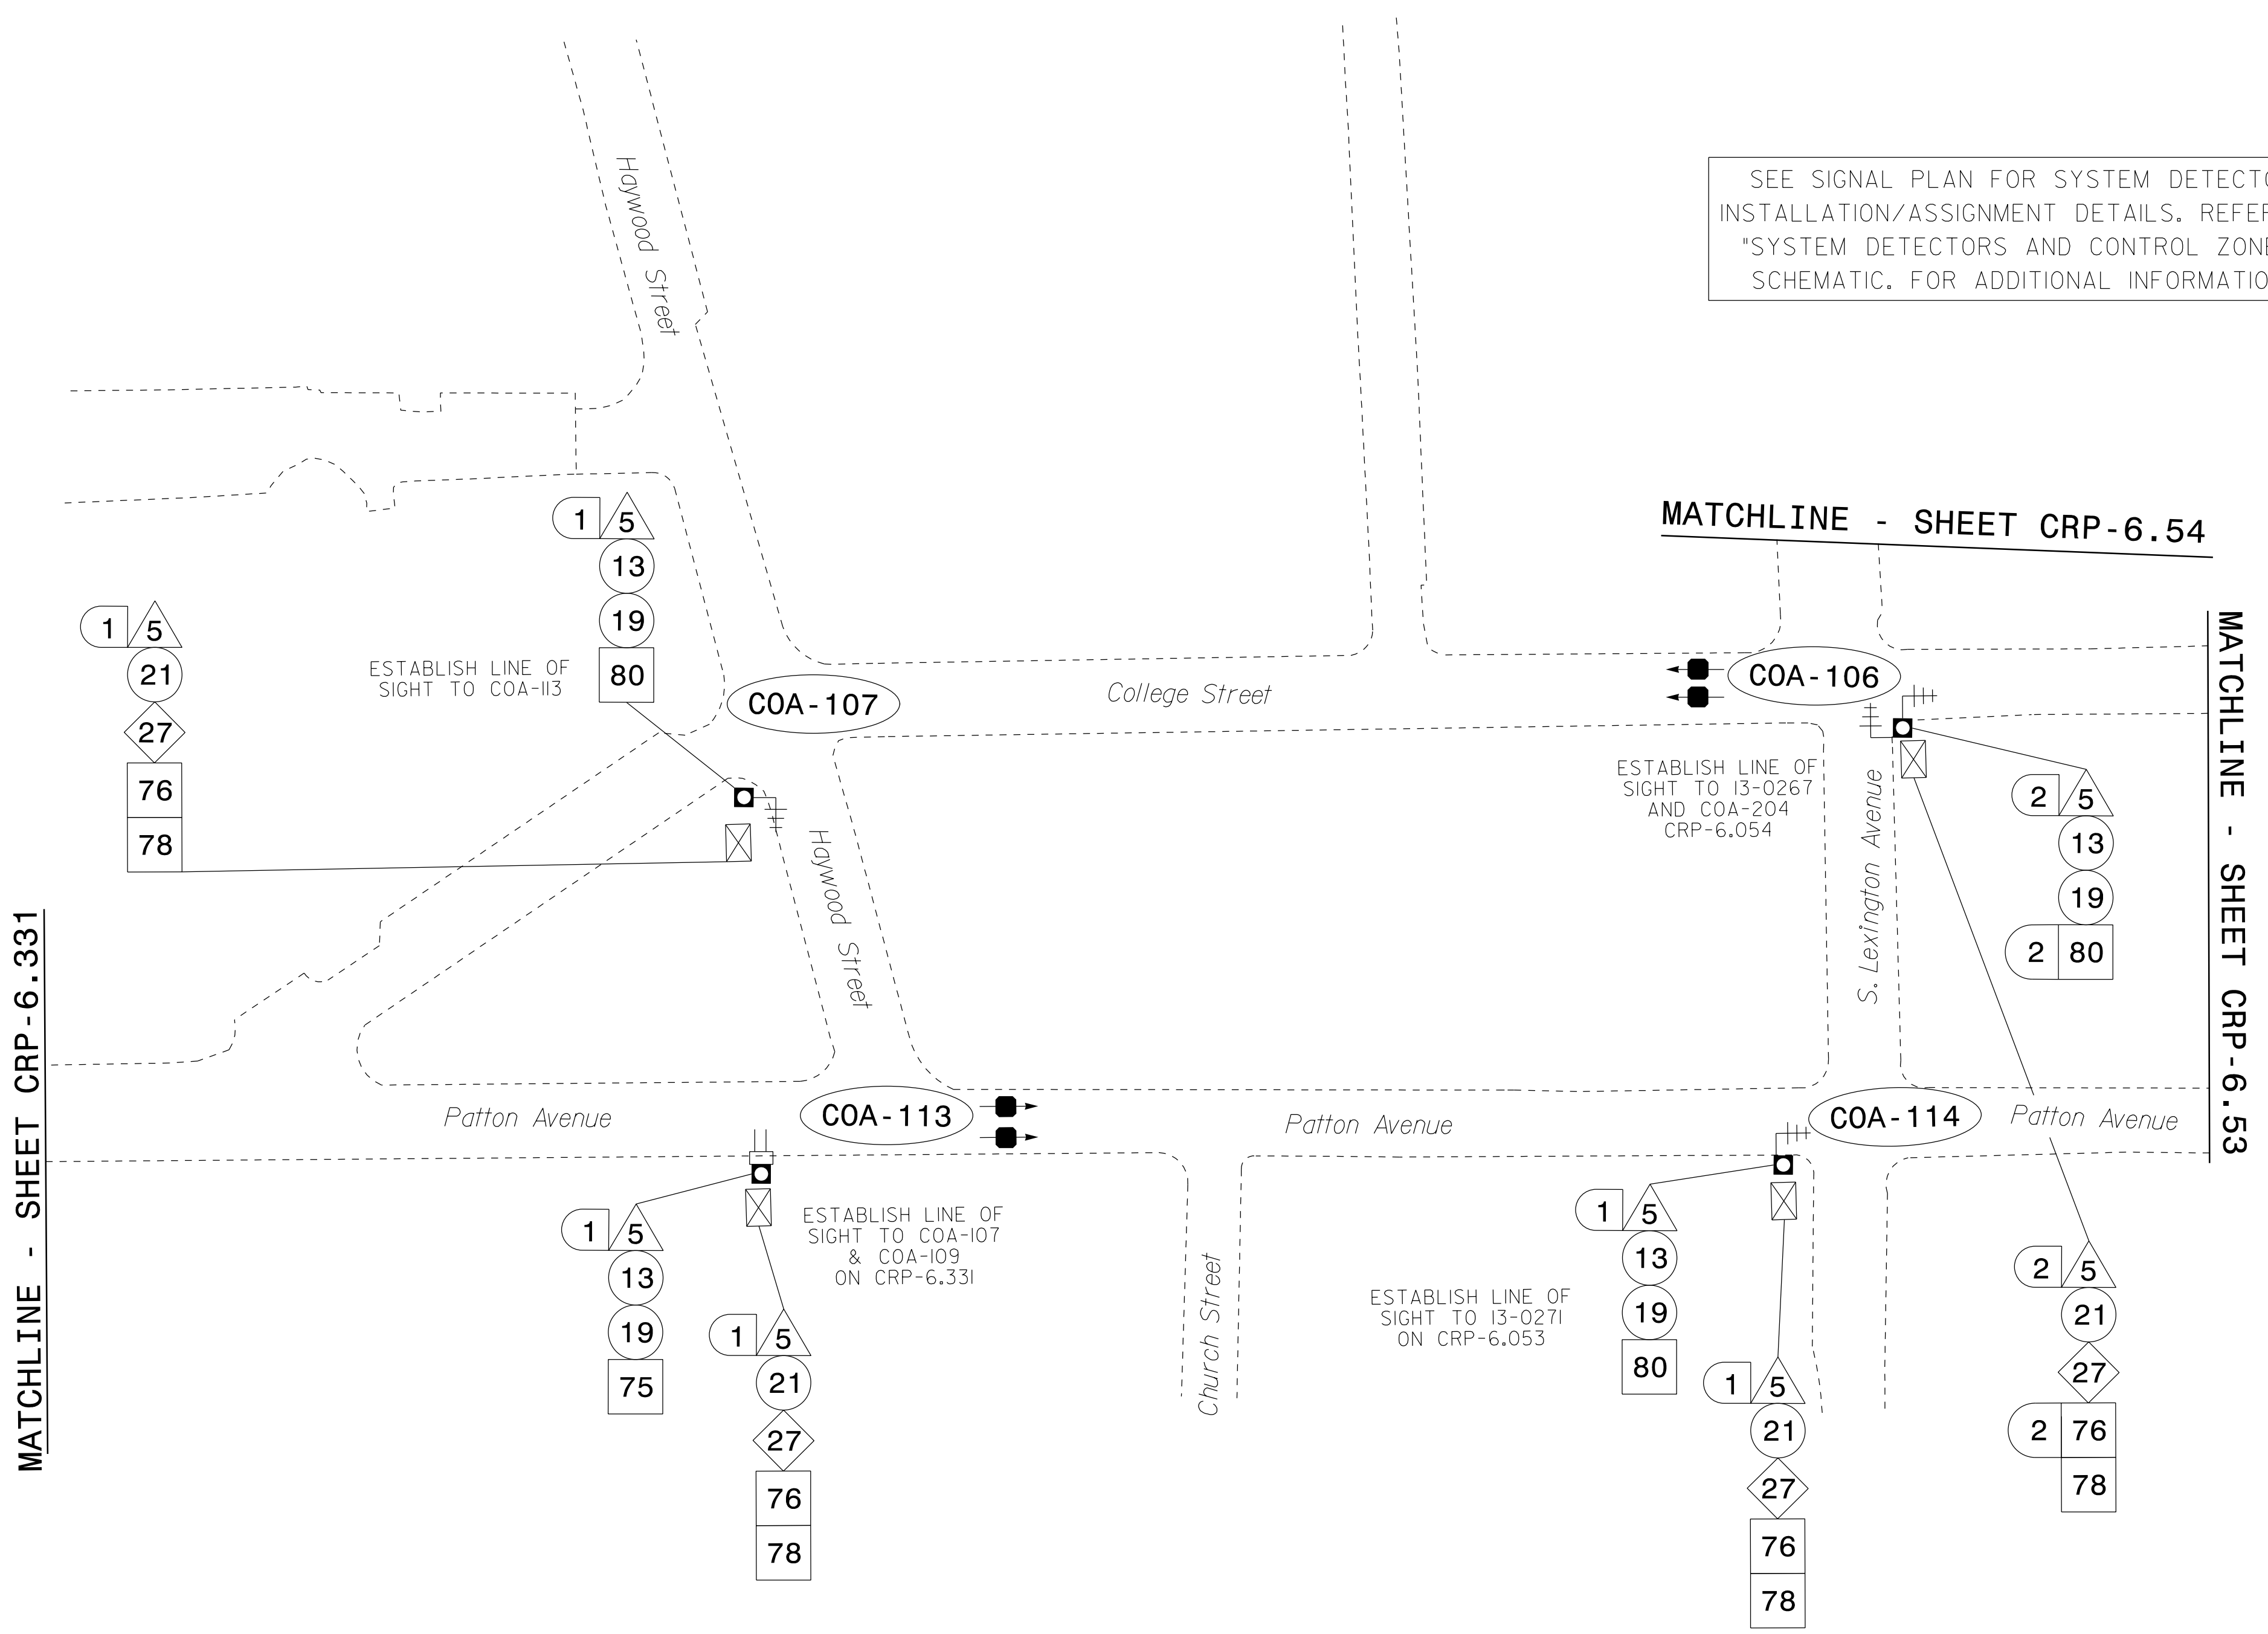 SEE SIGNAL PLAN FOR SYSTEM
INSTALLATION/ASSIGNMENT DETAILS.
"SYSTEM DETECTORS AND CONTROL
SCHEMATIC. FOR ADDITIONAL
Haywood Street
MATCHLINE - SHEET CRP-6.54
1 5
13
19
80
ESTABLISH LINE OF
SIGHT TO COA-113
1 5
21
27
76
78
COA-107
College Street
COA-106
MATCHLINE - SHEET CRP-6.53
ESTABLISH LINE OF
SIGHT TO 13-0267
AND COA-204
CRP-6.054
S. Lexington Avenue
2 5
13
19
2 80
Haywood Street
MATCHLINE - SHEET CRP-6.331
Patton Avenue
COA-113
Patton Avenue
COA-114
Patton Avenue
1 5
13
19
75
ESTABLISH LINE OF
SIGHT TO COA-107
& COA-109
ON CRP-6.331
1 5
21
27
76
78
Church Street
ESTABLISH LINE OF
SIGHT TO 13-0271
ON CRP-6.053
1 5
13
19
80
1 5
21
27
76
78
2 5
21
27
2 76
78